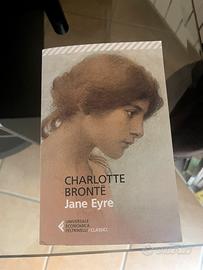 CHARLOTTE
BRONTË
Jane Eyre
UNIVERSALE
ECONOMICA
FELTRINELLI CLASSICI